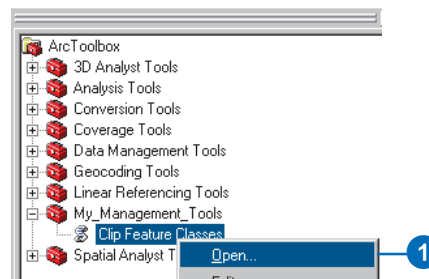 ArcToolbox
3D Analyst Tools
Analysis Tools
Conversion Tools
Coverage Tools
Data Management Tools
Geocoding Tools
Linear Referencing Tools
My_Management_Tools
Clip Feature Classes
Spatial Analyst T
Open...
1